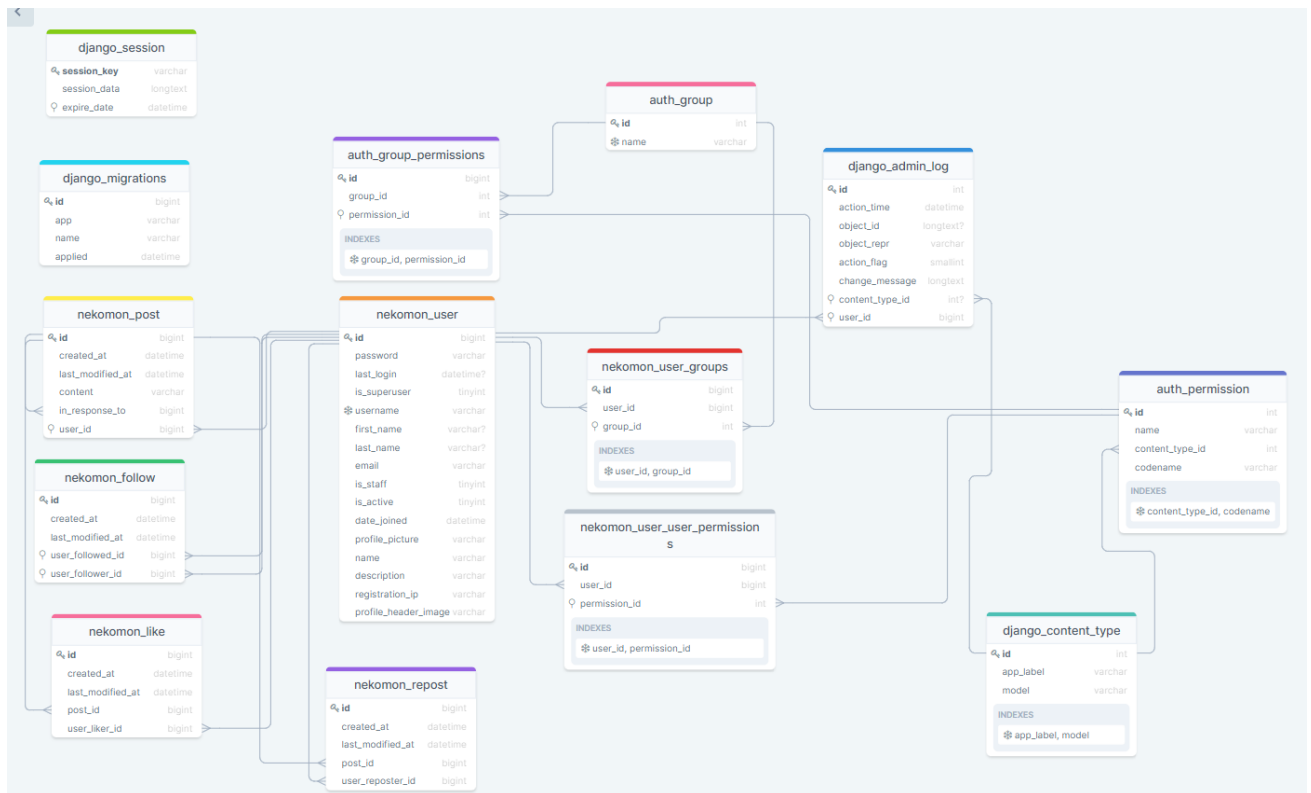 django_session
session_key varchar
session_data longtext
expire_date datetime
django_migrations
id bigint
app varchar
name varchar
applied datetime
nekomon_post
id bigint
created_at datetime
last_modified_at datetime
content varchar
in_response_to bigint
user_id bigint
nekomon_follow
id bigint
created_at datetime
last_modified_at datetime
user_followed_id bigint
user_follower_id bigint
nekomon_like
id bigint
created_at datetime
last_modified_at datetime
post_id bigint
user_liker_id bigint
auth_group_permissions
id bigint
group_id int
permission_id int
INDEXES
group_id, permission_id
nekomon_user
id bigint
password varchar
last_login datetime?
is_superuser tinyint
username varchar
first_name varchar?
last_name varchar?
email varchar
is_staff tinyint
is_active tinyint
date_joined datetime
profile_picture varchar
name varchar
description varchar
registration_ip varchar
profile_header_image varchar
nekomon_repost
id bigint
created_at datetime
last_modified_at datetime
post_id bigint
user_reposter_id bigint
auth_group
id int
name varchar
nekomon_user_groups
id bigint
user_id bigint
group_id int
INDEXES
user_id, group_id
nekomon_user_user_permission
s
id bigint
user_id bigint
permission_id int
INDEXES
user_id, permission_id
django_admin_log
id int
action_time datetime
object_id longtext?
object_repr varchar
action_flag smallint
change_message longtext
content_type_id int?
user_id bigint
auth_permission
id int
name varchar
content_type_id int
codename varchar
INDEXES
content_type_id, codename
django_content_type
id int
app_label varchar
model varchar
INDEXES
app_label, model